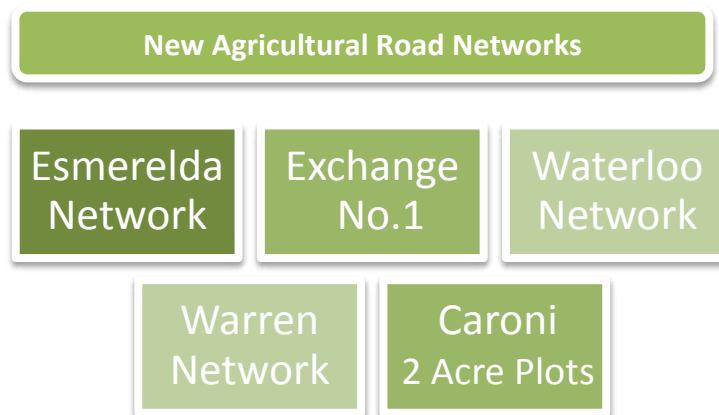 New Agricultural Road Networks
Esmerelda
Network
Exchange
No.1
Waterloo
Network
Warren
Network
Caroni
2 Acre Plots